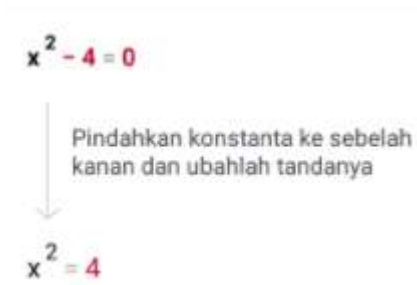 x² - 4 = 0
Pindahkan konstanta ke sebelah
kanan dan ubahlah tandanya
x² = 4